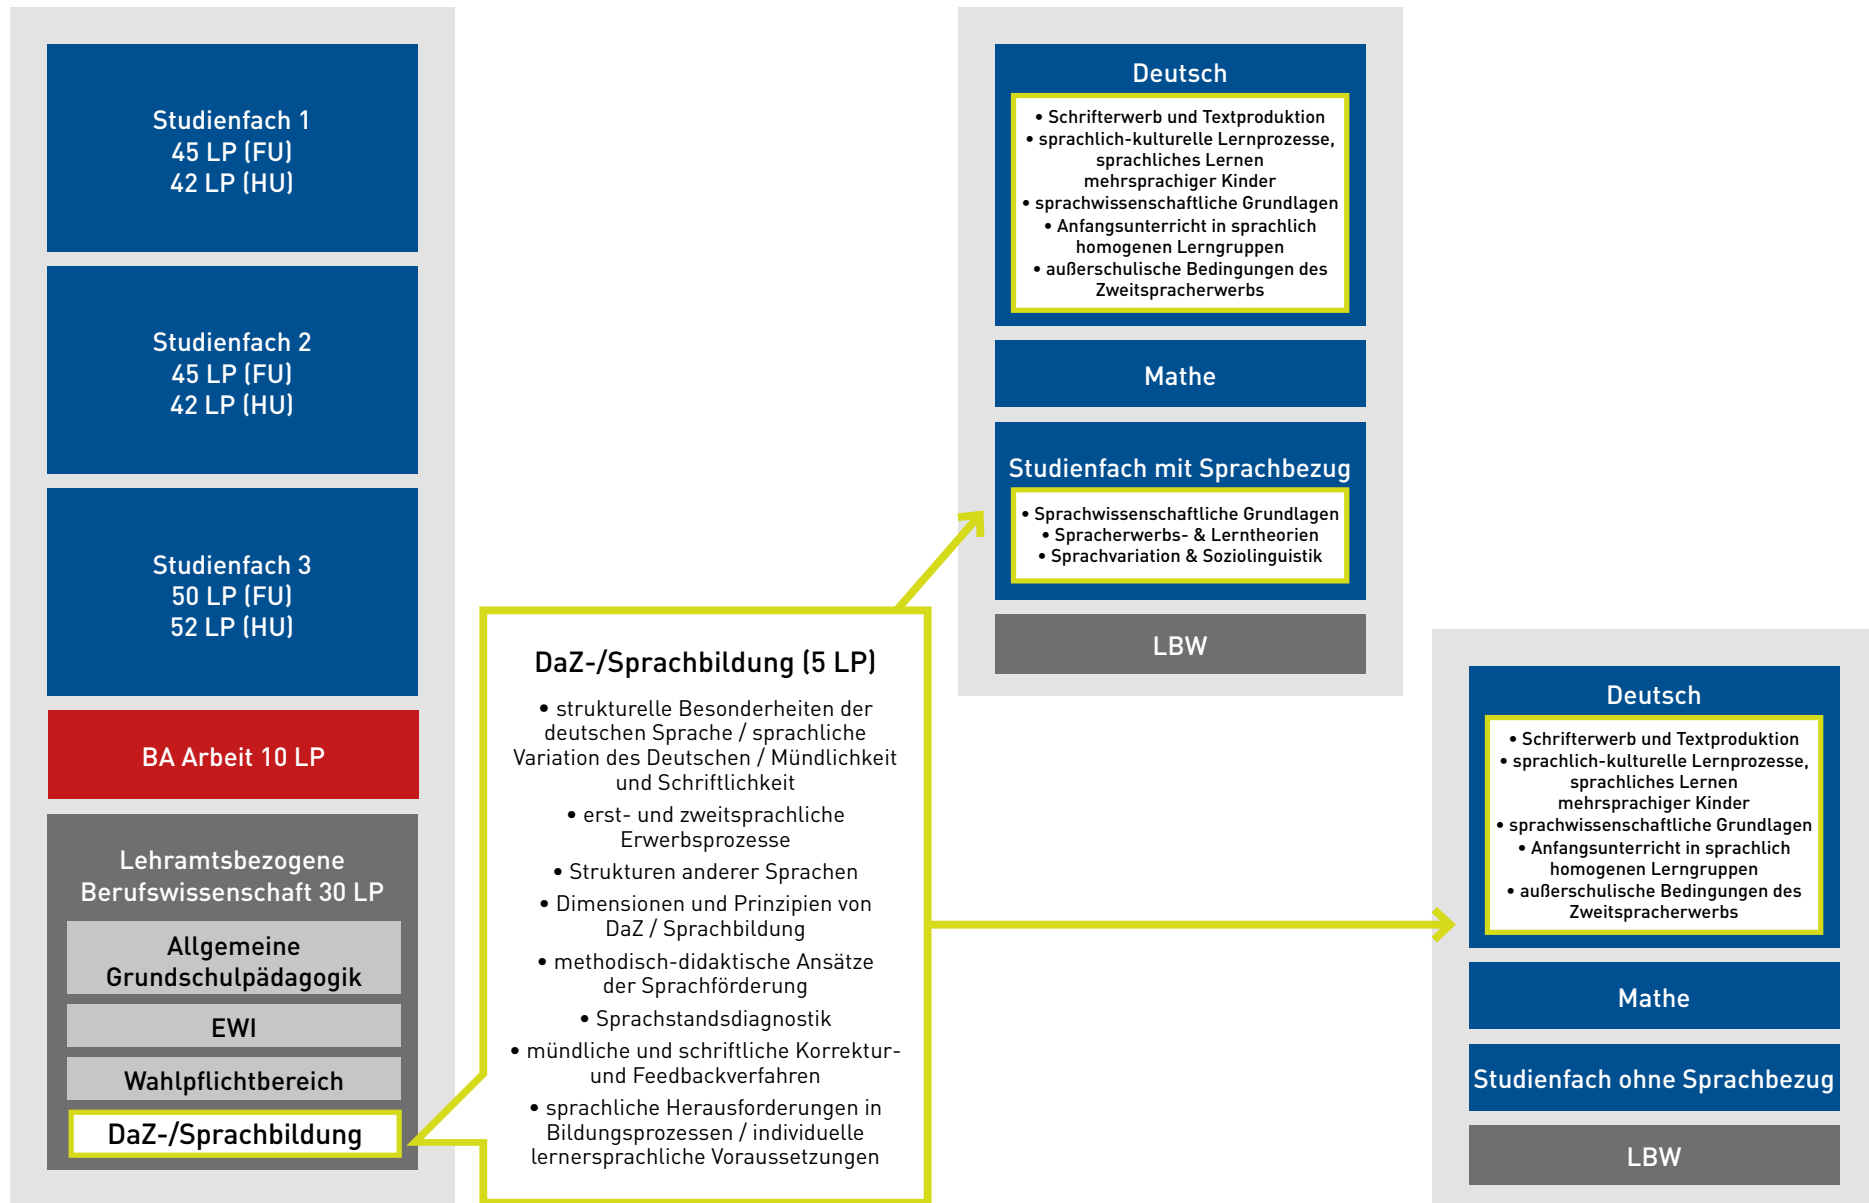 Studienfach 1
45 LP (FU)
42 LP (HU)
Studienfach 2
45 LP (FU)
42 LP (HU)
Studienfach 3
50 LP (FU)
52 LP (HU)
BA Arbeit 10 LP
Lehramtsbezogene
Berufswissenschaft 30 LP
Allgemeine
Grundschulpädagogik
EWI
Wahlpflichtbereich
DaZ-/Sprachbildung
DaZ-/Sprachbildung (5 LP)
• strukturelle Besonderheiten der
deutschen Sprache / sprachliche
Variation des Deutschen / Mündlichkeit
und Schriftlichkeit
• erst- und zweitsprachliche
Erwerbsprozesse
• Strukturen anderer Sprachen
• Dimensionen und Prinzipien von
DaZ / Sprachbildung
• methodisch-didaktische Ansätze
der Sprachförderung
• Sprachstandsdiagnostik
• mündliche und schriftliche Korrektur-
und Feedbackverfahren
• sprachliche Herausforderungen in
Bildungsprozessen / individuelle
lernersprachliche Voraussetzungen
Deutsch
• Schrifterwerb und Textproduktion
• sprachlich-kulturelle Lernprozesse,
sprachliches Lernen
mehrsprachiger Kinder
• sprachwissenschaftliche Grundlagen
• Anfangsunterricht in sprachlich
homogenen Lerngruppen
• außerschulische Bedingungen des
Zweitspracherwerbs
Mathe
Studienfach mit Sprachbezug
• Sprachwissenschaftliche Grundlagen
• Spracherwerbs- & Lerntheorien
• Sprachvariation & Soziolinguistik
LBW
Deutsch
• Schrifterwerb und Textproduktion
• sprachlich-kulturelle Lernprozesse,
sprachliches Lernen
mehrsprachiger Kinder
• sprachwissenschaftliche Grundlagen
• Anfangsunterricht in sprachlich
homogenen Lerngruppen
• außerschulische Bedingungen des
Zweitspracherwerbs
Mathe
Studienfach ohne Sprachbezug
LBW